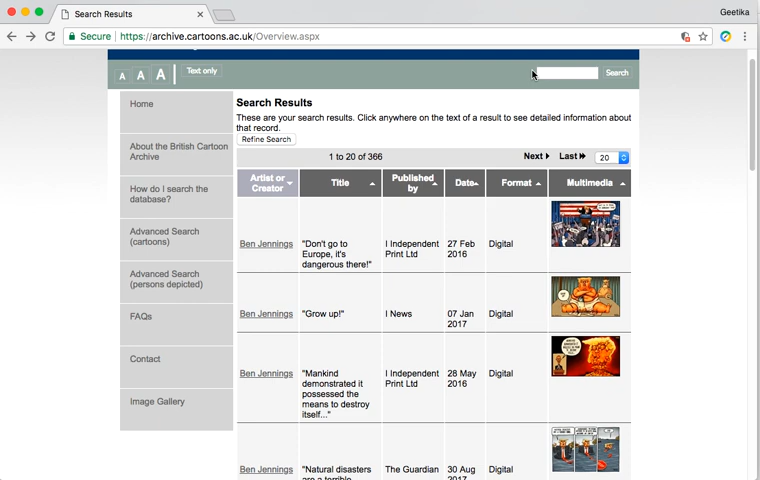 Search Results
Geetika
Secure
https://archive.cartoons.ac.uk/Overview.aspx
A A A
Text only
Search
Home
About the British Cartoon
Archive
How do I search the
database?
Advanced Search
(cartoons)
Advanced Search
(persons depicted)
FAQs
Contact
Image Gallery
Search Results
These are your search results. Click anywhere on the text of a result to see detailed information about
that record.
Refine Search
1 to 20 of 366
Next
Last
20
Artist or
Creator
Title
Published
by
Date
Format
Multimedia
Ben Jennings
"Don't go to
Europe, it's
dangerous there!"
I Independent
Print Ltd
27 Feb
2016
Digital
Ben Jennings
"Grow up!"
I News
07 Jan
2017
Digital
Ben Jennings
"Mankind
demonstrated it
possessed the
means to destroy
itself..."
I Independent
Print Ltd
28 May
2016
Digital
Ben Jennings
"Natural disasters
are a terrible
The Guardian
30 Aug
2017
Digital